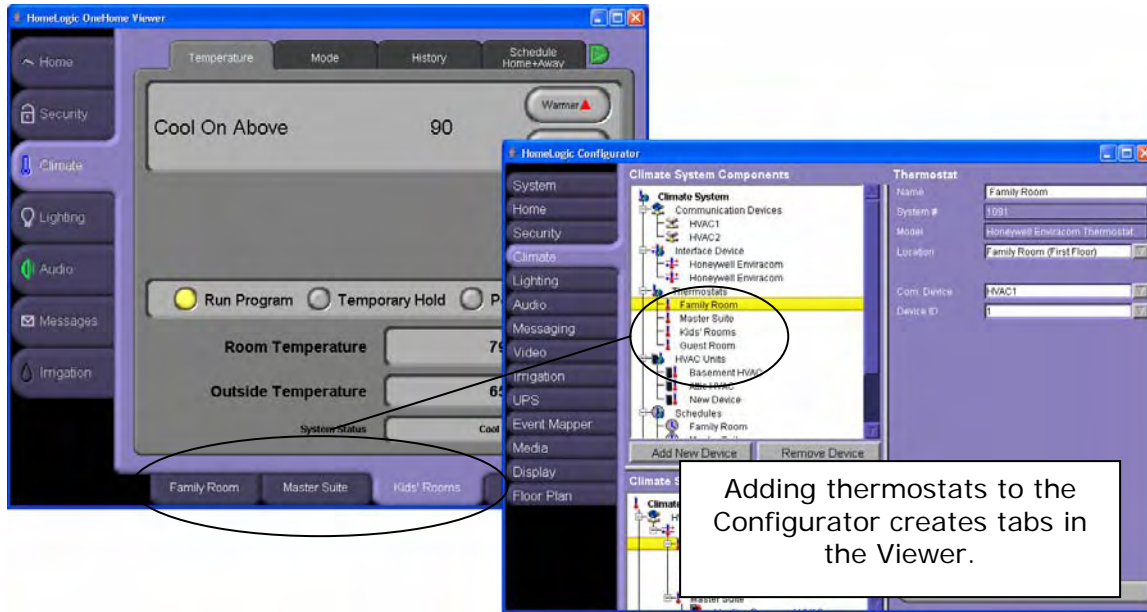 HomeLogic OneHome Viewer
Home
Security
Climate
Lighting
Audio
Messages
Irrigation
Temperature
Mode
History
Schedule
Home+Away
Cool On Above 90
Warmer
Run Program Temporary Hold
Room Temperature
Outside Temperature
System Status Cool
Family Room Master Suite Kids' Rooms
HomeLogic Configurator
System
Home
Security
Climate
Lighting
Audio
Messaging
Video
Irrigation
UPS
Event Mapper
Media
Display
Floor Plan
Climate System Components
Climate System
Communication Devices
HVAC1
HVAC2
Interface Device
Honeywell Enviracom
Honeywell Enviracom
Thermostats
Family Room
Master Suite
Kids' Rooms
Guest Room
HVAC Units
Basement HVAC
Attic HVAC
New Device
Schedules
Family Room
Add New Device Remove Device
Climate
Master Suite
Thermostat
Name Family Room
System # 1091
Model Honeywell Enviracom Thermostat
Location Family Room (First Floor)
Com. Device HVAC1
Device ID 1
Adding thermostats to the
Configurator creates tabs in
the Viewer.